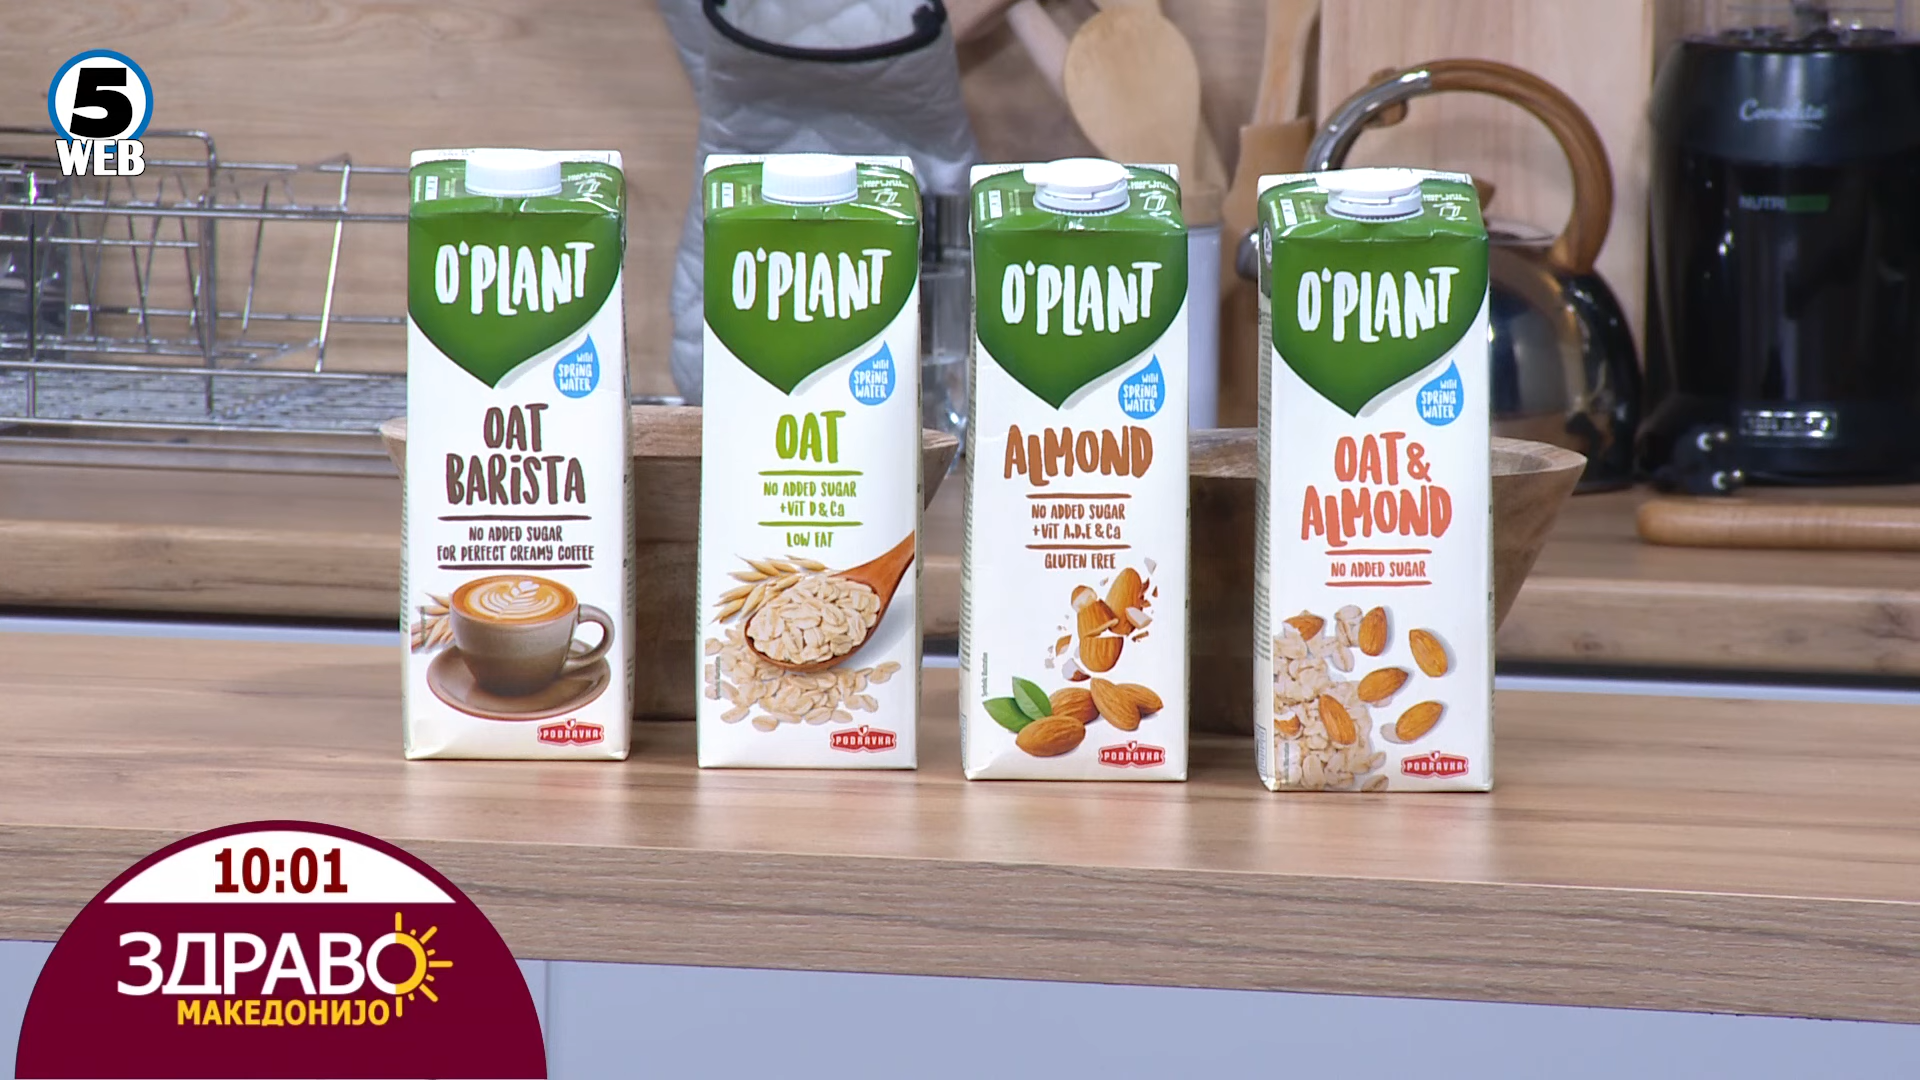 5
WEB
O'PLANT
WITH
SPRING
WATER
OAT
BARISTA
NO ADDED SUGAR
FOR PERFECT CREAMY COFFEE
PODRAVKA
O'PLANT
WITH
SPRING
WATER
OAT
NO ADDED SUGAR
+VIT D & Ca
LOW FAT
PODRAVKA
O'PLANT
WITH
SPRING
WATER
ALMOND
NO ADDED SUGAR
+VIT A,D,E & Ca
GLUTEN FREE
PODRAVKA
O'PLANT
WITH
SPRING
WATER
OAT &
ALMOND
NO ADDED SUGAR
PODRAVKA
10:01
ЗДРАВО
МАКЕДОНИЈО